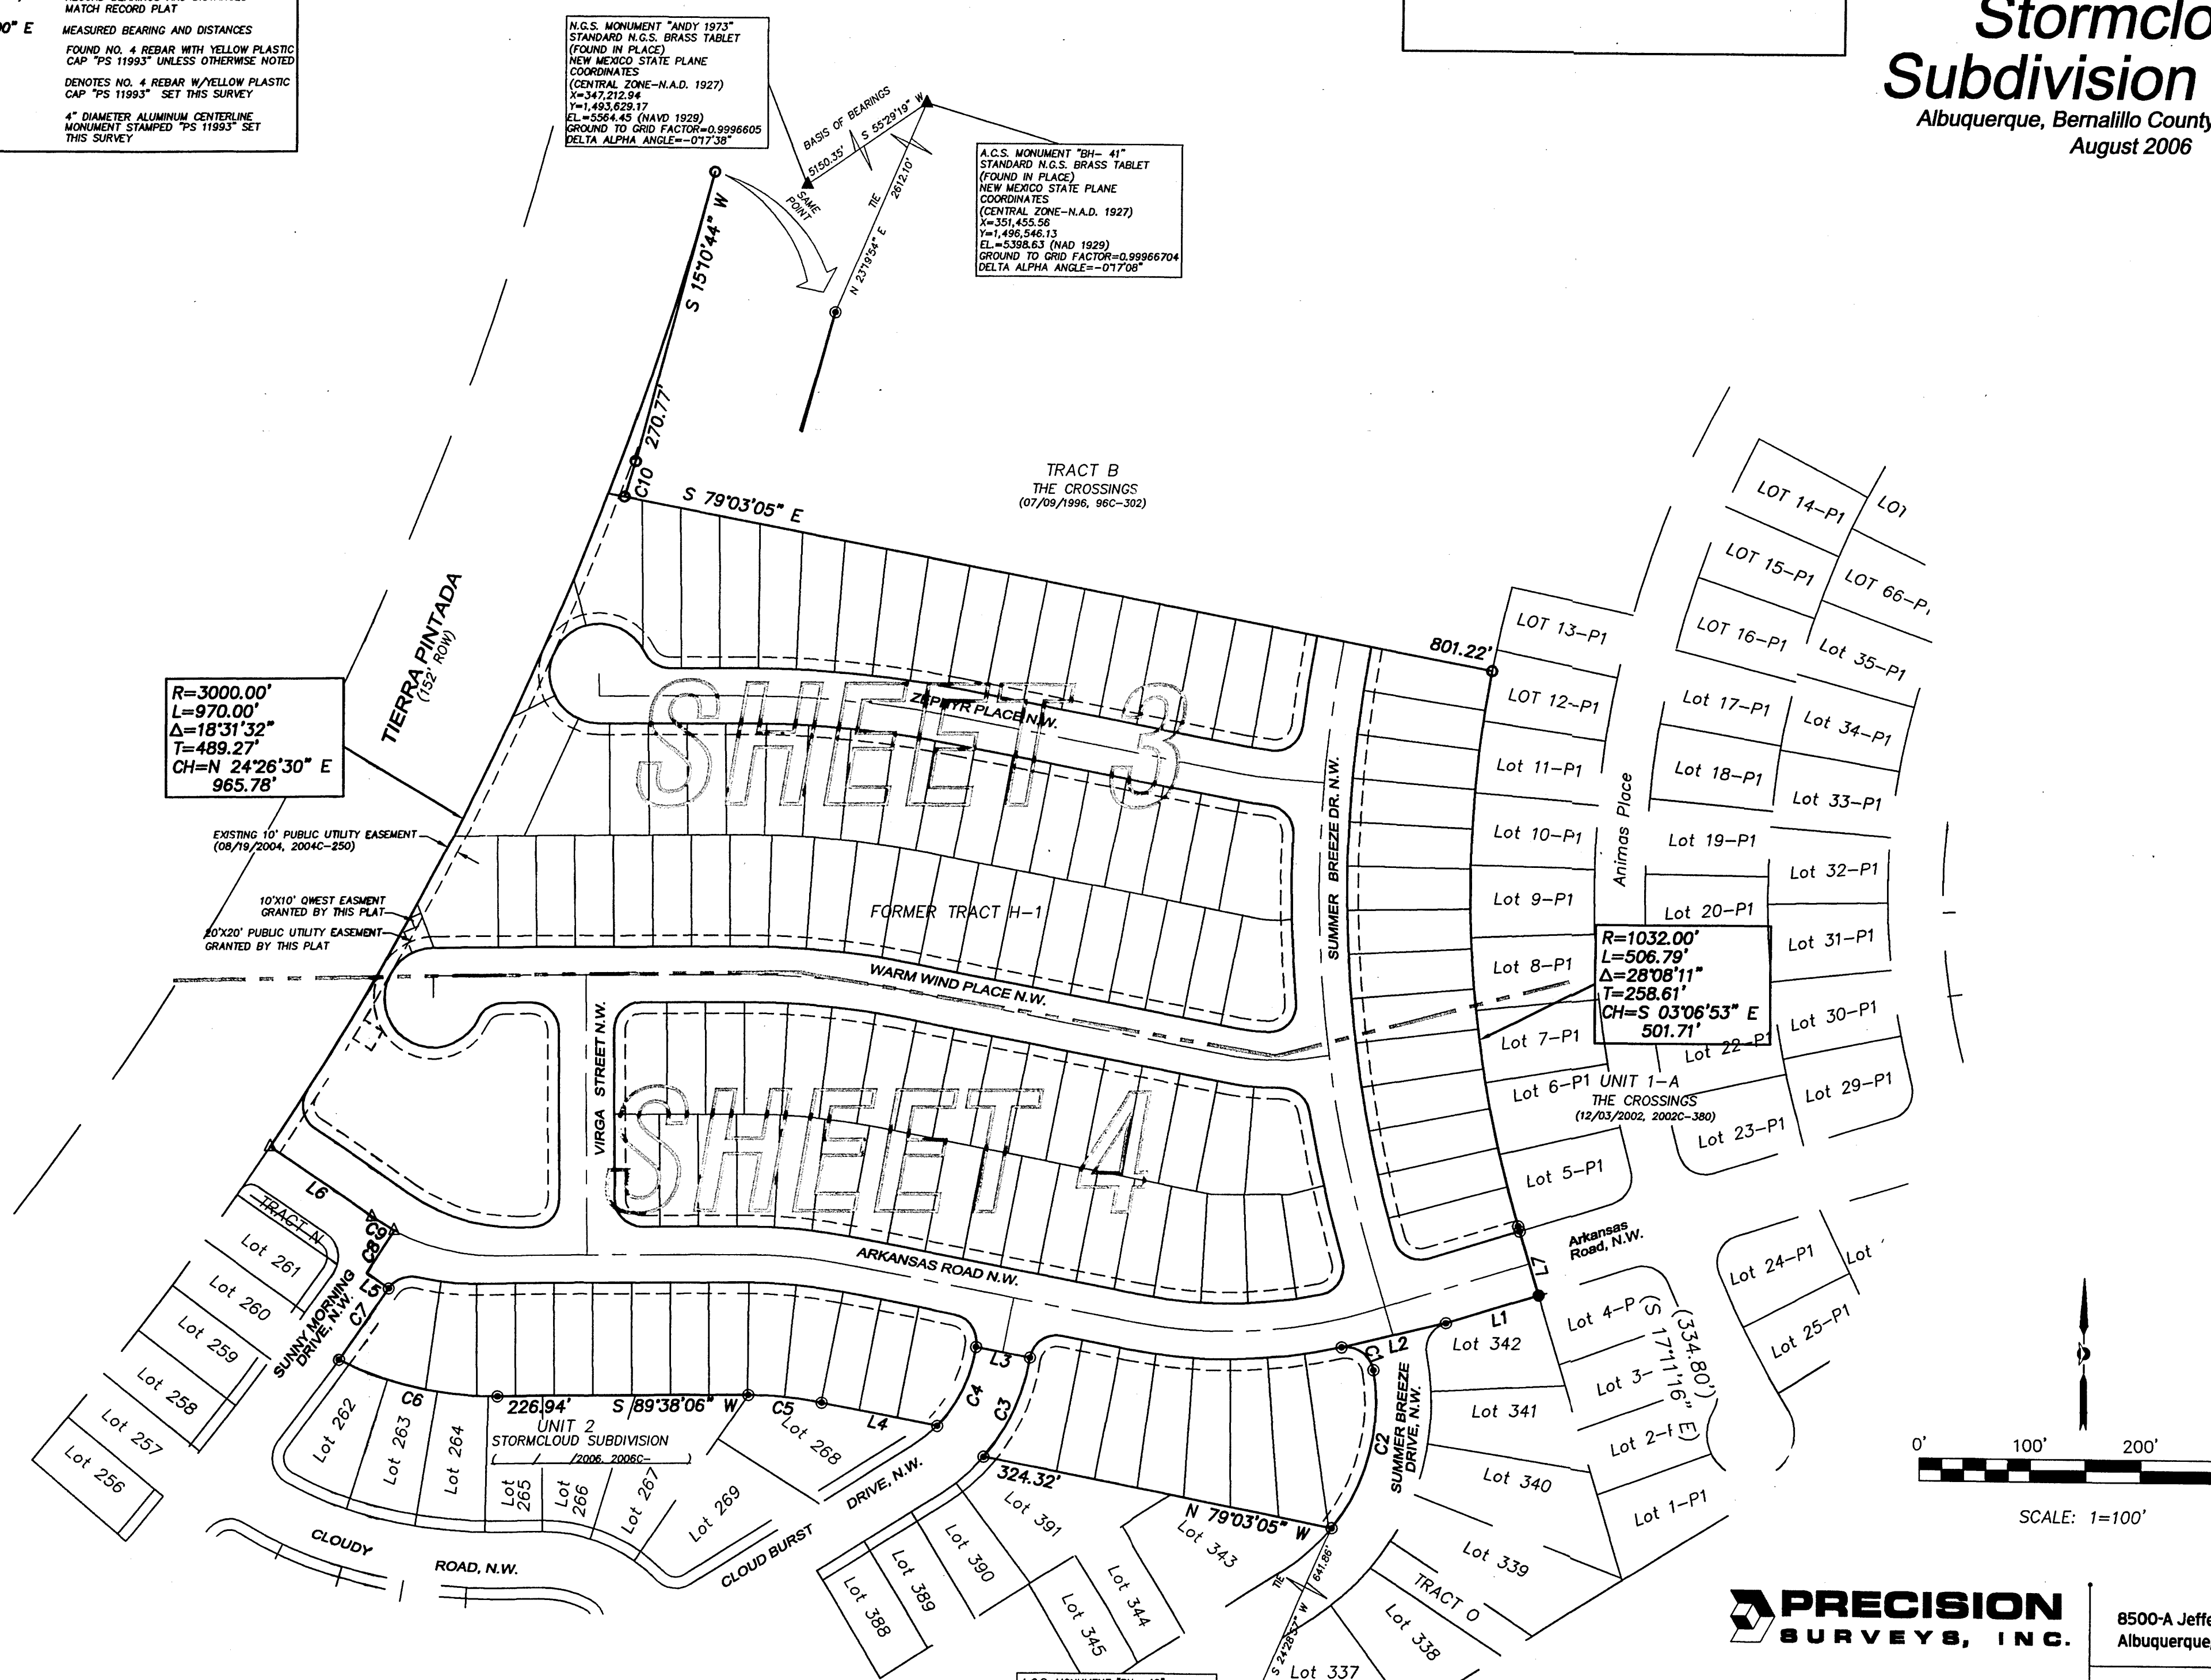 MATCH RECORD PLAT
MEASURED BEARING AND DISTANCES
FOUND NO. 4 REBAR WITH YELLOW PLASTIC
CAP "PS 11993" UNLESS OTHERWISE NOTED
DENOTES NO. 4 REBAR W/YELLOW PLASTIC
CAP "PS 11993" SET THIS SURVEY
4" DIAMETER ALUMINUM CENTERLINE
MONUMENT STAMPED "PS 11993" SET
THIS SURVEY
N.G.S. MONUMENT "ANDY 1973"
STANDARD N.G.S. BRASS TABLET
(FOUND IN PLACE)
NEW MEXICO STATE PLANE
COORDINATES
(CENTRAL ZONE-N.A.D. 1927)
X=347,212.94
Y=1,493,629.17
EL.=5564.45 (NAVD 1929)
GROUND TO GRID FACTOR=0.9996605
DELTA ALPHA ANGLE=-0°17'38"
BASIS OF BEARINGS
5150.35' S 55°29'19" W
SAME
POINT
TIE
2612.10'
N 23°19'54" E
A.C.S. MONUMENT "BH- 41"
STANDARD N.G.S. BRASS TABLET
(FOUND IN PLACE)
NEW MEXICO STATE PLANE
COORDINATES
(CENTRAL ZONE-N.A.D. 1927)
X=351,455.56
Y=1,496,546.13
EL.=5398.63 (NAD 1929)
GROUND TO GRID FACTOR=0.99966704
DELTA ALPHA ANGLE=-0°17'08"
Stormclo
Subdivision
Albuquerque, Bernalillo County
August 2006
S 15°10'44" W
270.77'
C10
S 79°03'05" E
801.22'
TRACT B
THE CROSSINGS
(07/09/1996, 96C-302)
TIERRA PINTADA
(152' ROW)
R=3000.00'
L=970.00'
Δ=18°31'32"
T=489.27'
CH=N 24°26'30" E
965.78'
EXISTING 10' PUBLIC UTILITY EASEMENT
(08/19/2004, 2004C-250)
10'X10' QWEST EASMENT
GRANTED BY THIS PLAT
20'X20' PUBLIC UTILITY EASEMENT
GRANTED BY THIS PLAT
SHEET 3
ZEPHYR PLACE N.W.
SUMMER BREEZE DR. N.W.
FORMER TRACT H-1
WARM WIND PLACE N.W.
VIRGA STREET N.W.
SHEET 4
ARKANSAS ROAD N.W.
LOT 14-P1
LOT 15-P1
LOT 66-P
LOT 13-P1
LOT 16-P1
Lot 35-P1
LOT 12-P1
Lot 17-P1
Lot 34-P1
Lot 11-P1
Lot 18-P1
Lot 33-P1
Animas Place
Lot 10-P1
Lot 19-P1
Lot 32-P1
Lot 9-P1
Lot 20-P1
Lot 31-P1
R=1032.00'
L=506.79'
Δ=28°08'11"
T=258.61'
CH=S 03°06'53" E
501.71'
Lot 8-P1
Lot 7-P1
Lot 22-P1
Lot 30-P1
Lot 6-P1
UNIT 1-A
THE CROSSINGS
(12/03/2002, 2002C-380)
Lot 29-P1
Lot 23-P1
Lot 5-P1
Arkansas
Road, N.W.
L7
Lot 24-P1
Lot
Lot 25-P1
Lot 4-P
Lot 3-
Lot 2-
Lot 1-P1
(334.80')
(S 17°11'16" E)
L1
L2
C1
Lot 342
Lot 341
Lot 340
Lot 339
SUMMER BREEZE
DRIVE, N.W.
C2
L6
TRACT N
C9
C8
L5
C7
SUNNY MORNING
DRIVE, N.W.
Lot 261
Lot 260
Lot 259
Lot 258
Lot 257
Lot 256
Lot 262
Lot 263
Lot 264
C6
226.94'
S 89°38'06" W
C5
L4
L3
C4
C3
UNIT 2
STORMCLOUD SUBDIVISION
( / /2006, 2006C- )
Lot
265
Lot
266
Lot 267
Lot 268
Lot 269
CLOUDY
ROAD, N.W.
CLOUD BURST
DRIVE, N.W.
324.32'
N 79°03'05" W
Lot 391
Lot 390
Lot 389
Lot 388
Lot 343
Lot 344
Lot 345
TIE
641.86'
S 24°28'57" W
TRACT O
Lot 338
Lot 337
0'
100'
200'
SCALE: 1=100'
PRECISION
SURVEYS, INC.
8500-A Jeffe
Albuquerque,